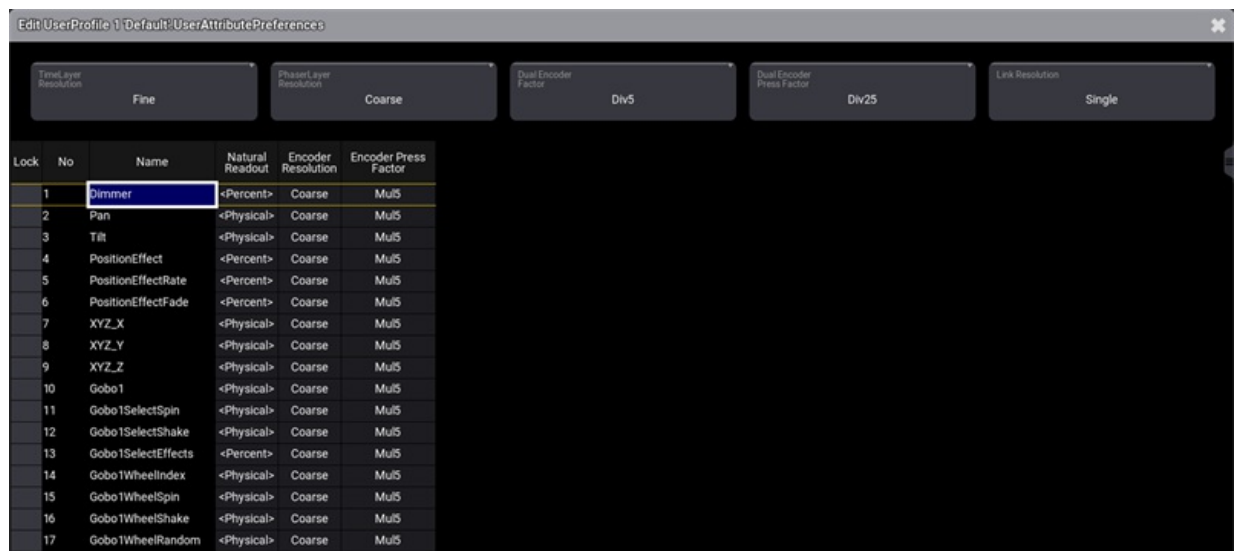 Edit UserProfile 1 'Default': UserAttributePreferences
TimeLayer Resolution Fine
PhaserLayer Resolution Coarse
Dual Encoder Factor Div5
Dual Encoder Press Factor Div25
Link Resolution Single
Lock No Name Natural Readout Encoder Resolution Encoder Press Factor
1 Dimmer <Percent> Coarse Mul5
2 Pan <Physical> Coarse Mul5
3 Tilt <Physical> Coarse Mul5
4 PositionEffect <Percent> Coarse Mul5
5 PositionEffectRate <Percent> Coarse Mul5
6 PositionEffectFade <Percent> Coarse Mul5
7 XYZ_X <Physical> Coarse Mul5
8 XYZ_Y <Physical> Coarse Mul5
9 XYZ_Z <Physical> Coarse Mul5
10 Gobo1 <Physical> Coarse Mul5
11 Gobo1SelectSpin <Physical> Coarse Mul5
12 Gobo1SelectShake <Physical> Coarse Mul5
13 Gobo1SelectEffects <Percent> Coarse Mul5
14 Gobo1WheelIndex <Physical> Coarse Mul5
15 Gobo1WheelSpin <Physical> Coarse Mul5
16 Gobo1WheelShake <Physical> Coarse Mul5
17 Gobo1WheelRandom <Physical> Coarse Mul5